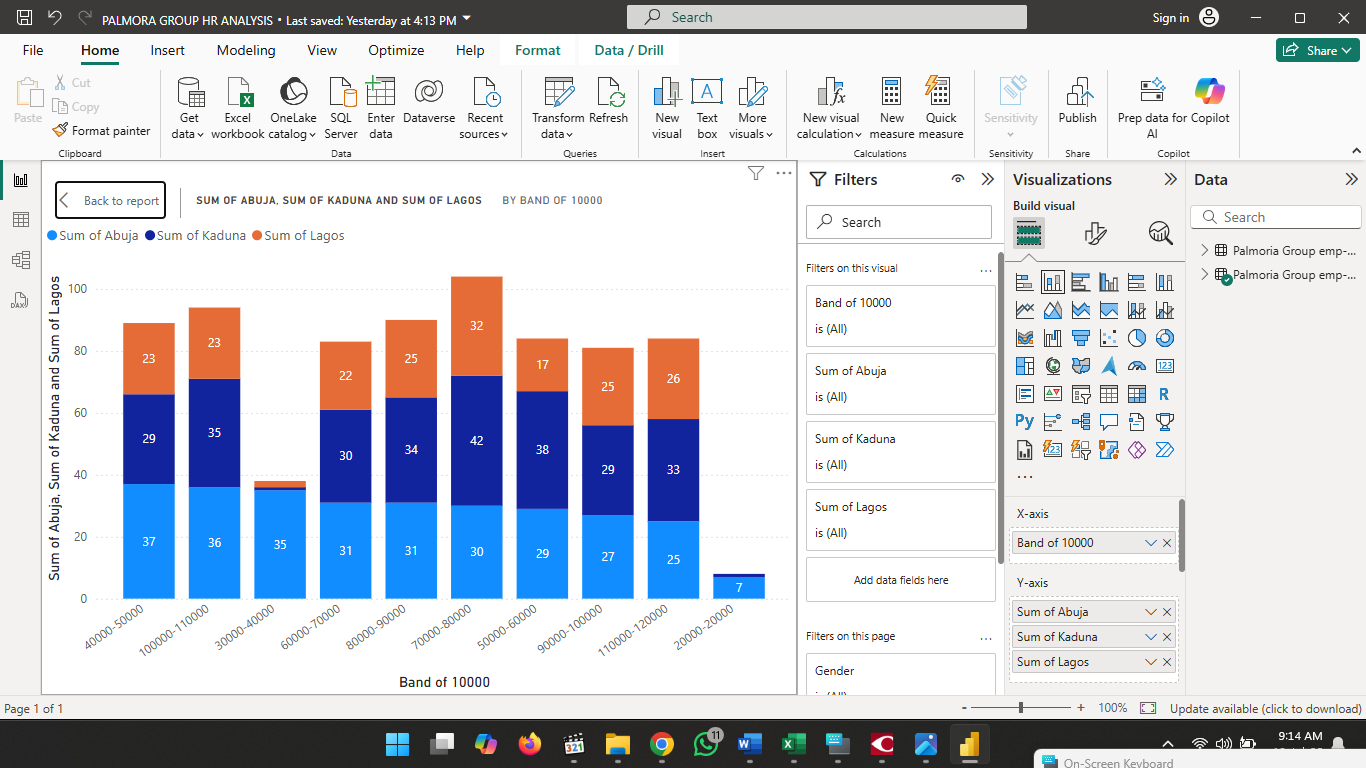 PALMORA GROUP HR ANALYSIS • Last saved: Yesterday at 4:13 PM
Search
Sign in
File Home Insert Modeling View Optimize Help Format Data / Drill
Share
Paste
Cut
Copy
Format painter
Clipboard
Get data
Excel workbook
OneLake catalog
SQL Server
Enter data
Dataverse
Recent sources
Data
Transform data
Refresh
Queries
New visual
Text box
More visuals
Insert
New visual calculation
New measure
Quick measure
Calculations
Sensitivity
Sensitivity
Publish
Share
Prep data for AI
Copilot
Copilot
Back to report
SUM OF ABUJA, SUM OF KADUNA AND SUM OF LAGOS
BY BAND OF 10000
Sum of Abuja Sum of Kaduna Sum of Lagos
Sum of Abuja, Sum of Kaduna and Sum of Lagos
100
80
60
40
20
0
23 23 22 25 32 17 25 26
29 35 30 34 42 38 29 33
37 36 35 31 31 30 29 27 25 7
40000-50000 100000-110000 30000-40000 60000-70000 80000-90000 70000-80000 50000-60000 90000-100000 110000-120000 20000-20000
Band of 10000
Filters
Search
Filters on this visual
Band of 10000
is (All)
Sum of Abuja
is (All)
Sum of Kaduna
is (All)
Sum of Lagos
is (All)
Add data fields here
Filters on this page
Gender
Visualizations
Build visual
123
R
Py
123
X-axis
Band of 10000
Y-axis
Sum of Abuja
Sum of Kaduna
Sum of Lagos
Data
Search
Palmoria Group emp-...
Palmoria Group emp-...
DAX
Page 1 of 1
- + 100%
Update available (click to download)
321
11
9:14 AM
On-Screen Keyboard